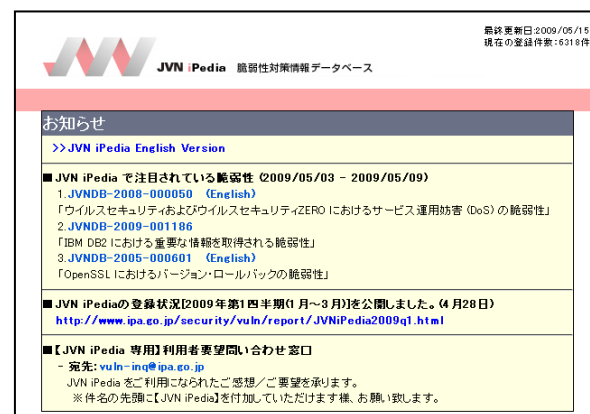 最終更新日:2009/05/15
現在の登録件数:6318件
JVN iPedia 脆弱性対策情報データベース
お知らせ
>>JVN iPedia English Version
■JVN iPedia で注目されている脆弱性 (2009/05/03 - 2009/05/09)
1.JVNDB-2008-000050 (English)
「ウイルスセキュリティおよびウイルスセキュリティZERO におけるサービス運用妨害 (DoS) の脆弱性」
2.JVNDB-2009-001186
「IBM DB2 における重要な情報を取得される脆弱性」
3.JVNDB-2005-000601 (English)
「OpenSSL におけるバージョン・ロールバックの脆弱性」
■JVN iPediaの登録状況[2009年第1四半期(1月～3月)]を公開しました。(4月28日)
http://www.ipa.go.jp/security/vuln/report/JVNiPedia2009q1.html
■【JVN iPedia 専用】利用者要望問い合わせ窓口
- 宛先:vuln-inq@ipa.go.jp
JVN iPedia をご利用になられたご感想／ご要望を承ります。
※件名の先頭に【JVN iPedia】を付加していただけます様、お願い致します。